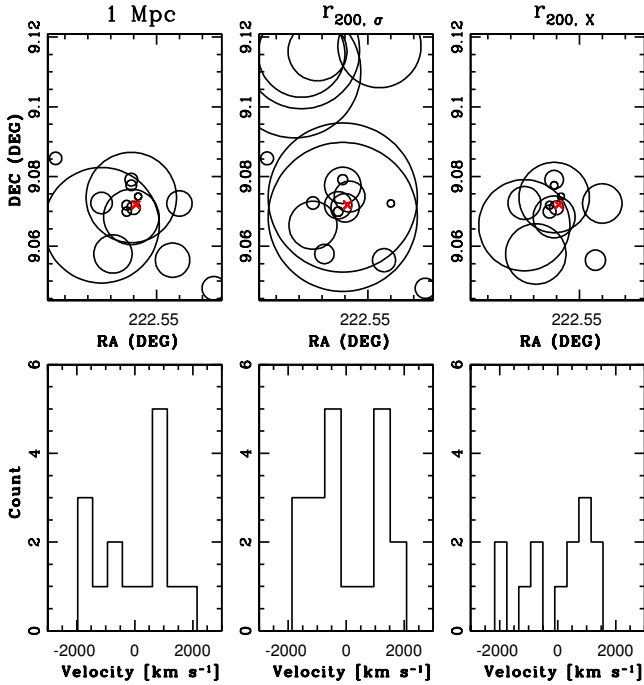 1 Mpc
r200, σ
r200, X
9.12
9.1
9.08
9.06
DEC (DEG)
222.55
222.55
222.55
RA (DEG)
RA (DEG)
RA (DEG)
6
4
2
0
Count
-2000 0 2000
-2000 0 2000
-2000 0 2000
Velocity [km s⁻¹]
Velocity [km s⁻¹]
Velocity [km s⁻¹]